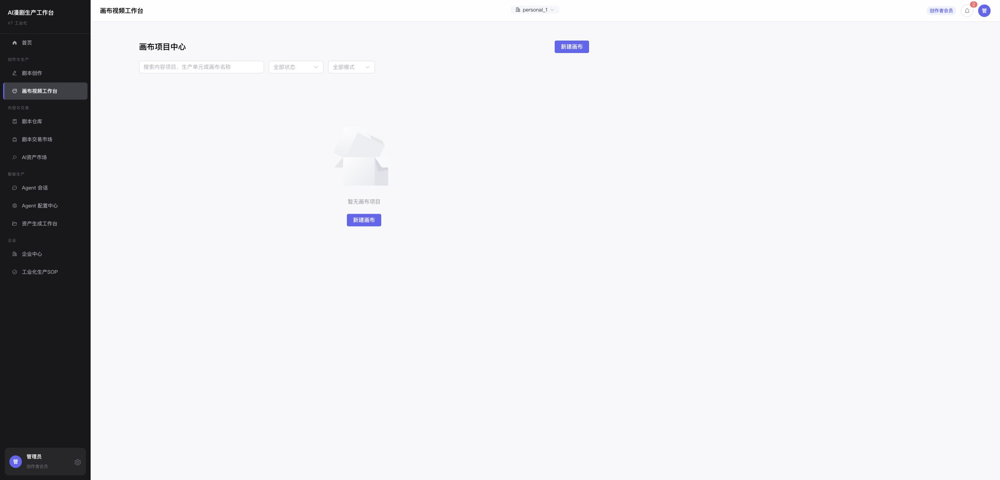 AI漫剧生产工作台
V7 工业化
首页
创作与生产
剧本创作
画布视频工作台
内容与交易
剧本仓库
剧本交易市场
AI资产市场
智能生产
Agent 会话
Agent 配置中心
资产生成工作台
企业
企业中心
工业化生产SOP
管
管理员
创作者会员
画布视频工作台
personal_1
创作者会员
2
管
画布项目中心
新建画布
搜索内容项目、生产单元或画布名称
全部状态
全部模式
暂无画布项目
新建画布